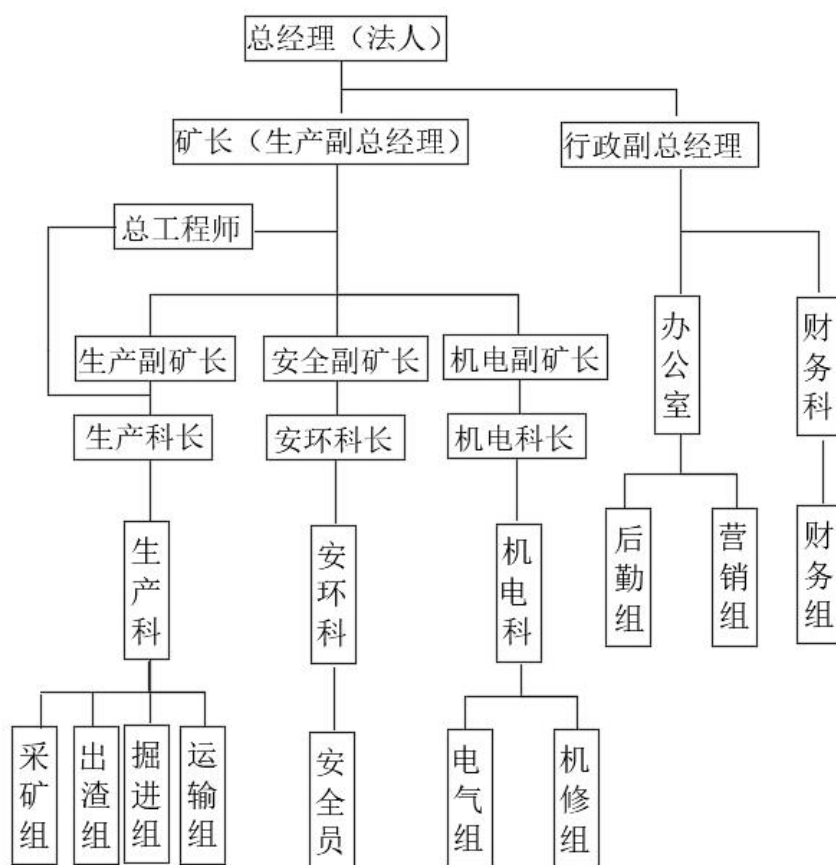 总经理（法人）
矿长（生产副总经理）
行政副总经理
总工程师
生产副矿长
安全副矿长
机电副矿长
办公室
财务科
生产科长
安环科长
机电科长
生产科
安环科
机电科
后勤组
营销组
财务组
采矿组
出渣组
掘进组
运输组
安全员
电气组
机修组